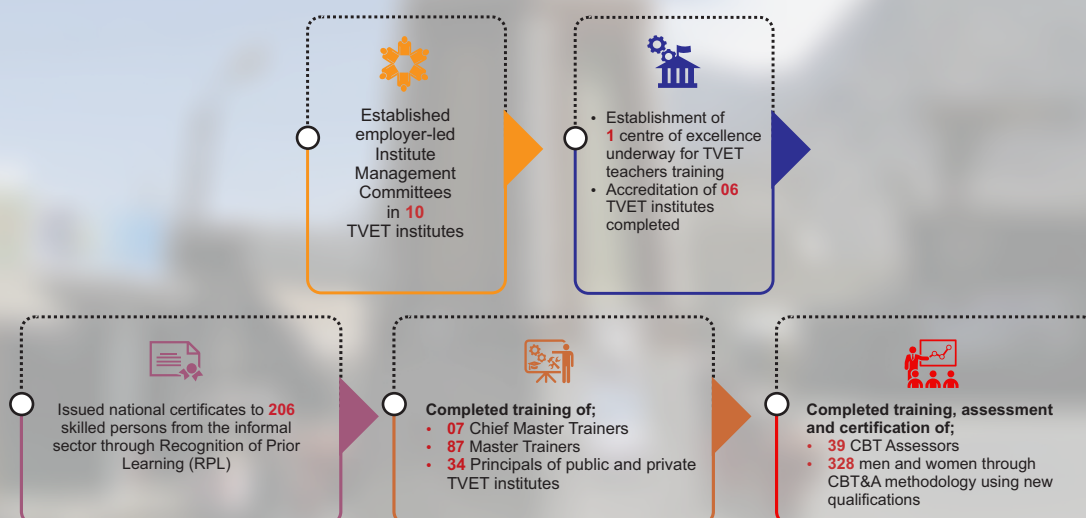 Established
employer-led
Institute
Management
Committees
in 10
TVET institutes
• Establishment of
1 centre of excellence
underway for TVET
teachers training
• Accreditation of 06
TVET institutes
completed
Issued national certificates to 206
skilled persons from the informal
sector through Recognition of Prior
Learning (RPL)
Completed training of;
• 07 Chief Master Trainers
• 87 Master Trainers
• 34 Principals of public and private
TVET institutes
Completed training, assessment
and certification of;
• 39 CBT Assessors
• 328 men and women through
CBT&A methodology using new
qualifications